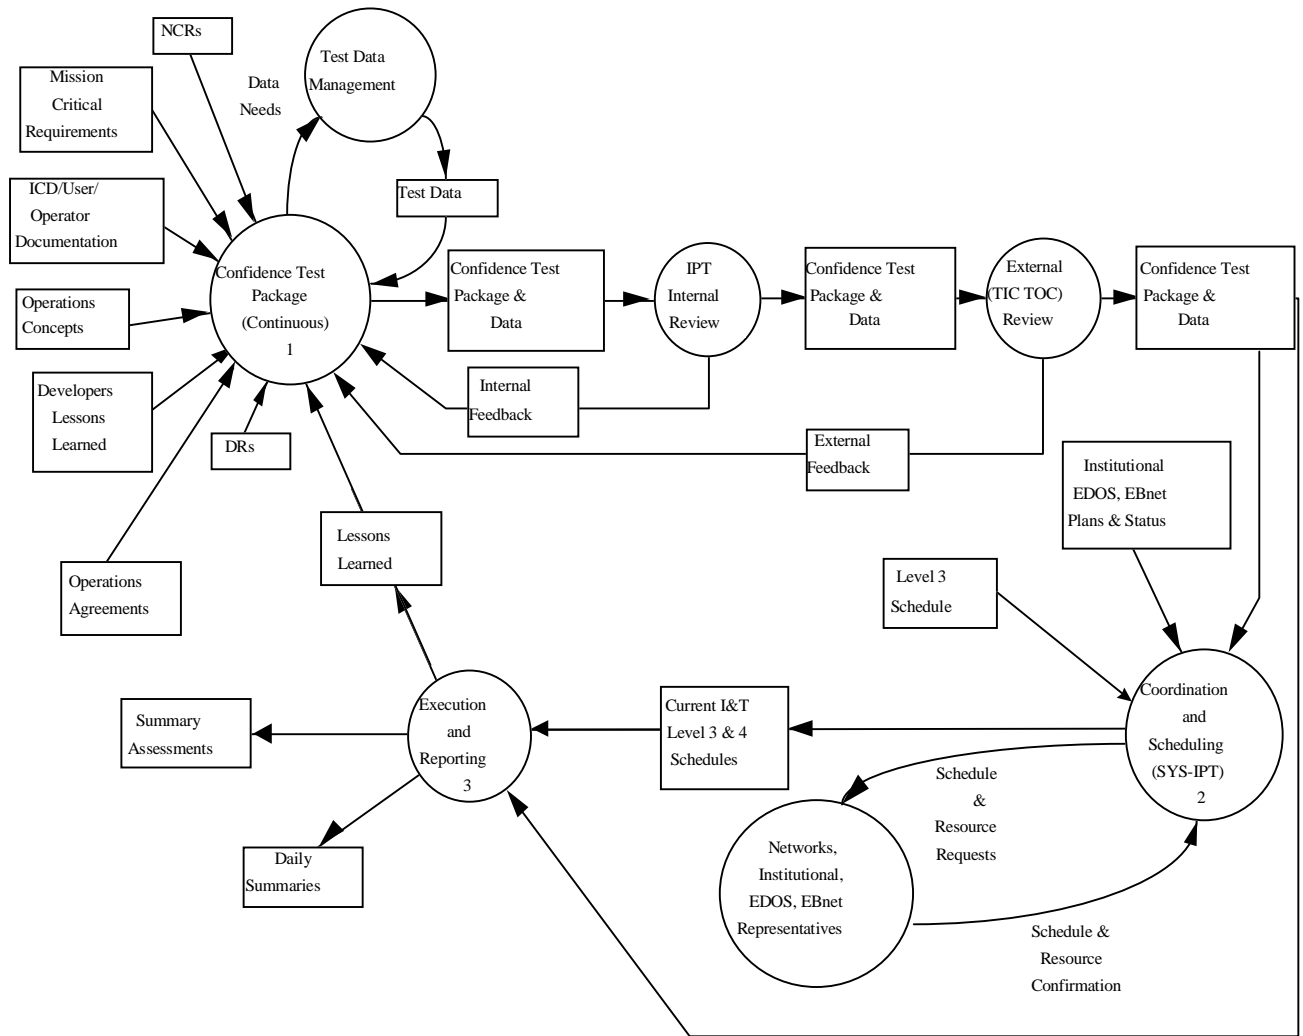 NCRs
Test Data
Management
Data
Needs
Mission
Critical
Requirements
ICD/User/
Operator
Documentation
Test Data
Operations
Concepts
Confidence Test
Package
(Continuous)
1
Confidence Test
Package &
Data
IPT
Internal
Review
Confidence Test
Package &
Data
External
(TIC TOC)
Review
Confidence Test
Package &
Data
Developers
Lessons
Learned
DRs
Internal
Feedback
External
Feedback
Institutional
EDOS, EBnet
Plans & Status
Operations
Agreements
Lessons
Learned
Level 3
Schedule
Summary
Assessments
Execution
and
Reporting
3
Current I&T
Level 3 & 4
Schedules
Coordination
and
Scheduling
(SYS-IPT)
2
Schedule
&
Resource
Requests
Daily
Summaries
Networks,
Institutional,
EDOS, EBnet
Representatives
Schedule &
Resource
Confirmation